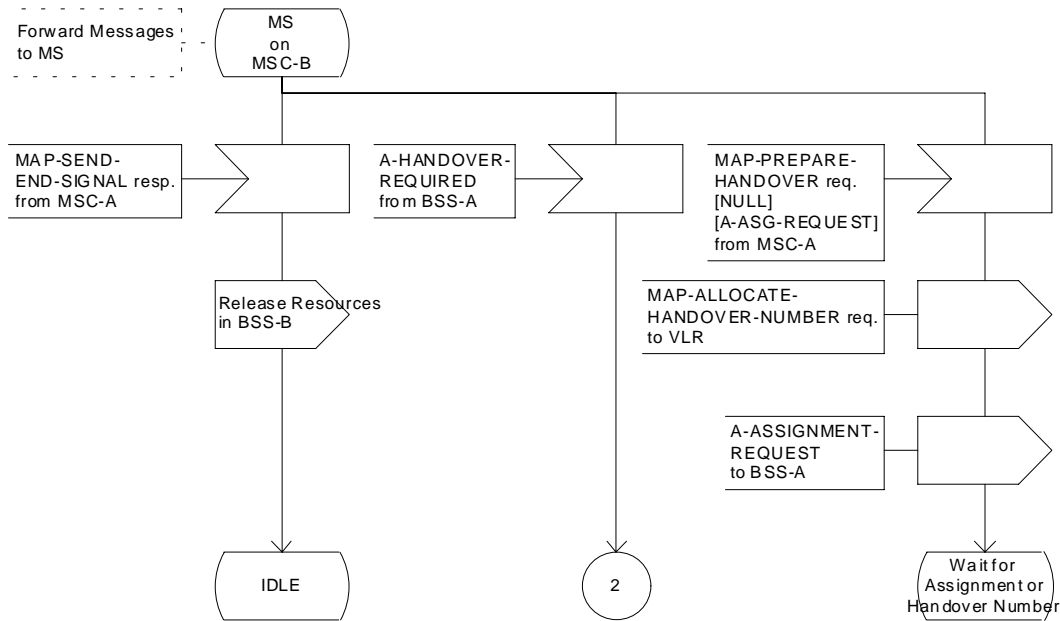 Forward Messages
to MS
MS
on
MSC-B
MAP-SEND-
END-SIGNAL resp.
from MSC-A
A-HANDOVER-
REQUIRED
from BSS-A
MAP-PREPARE-
HANDOVER req.
[NULL]
[A-ASG-REQUEST]
from MSC-A
Release Resources
in BSS-B
MAP-ALLOCATE-
HANDOVER-NUMBER req.
to VLR
A-ASSIGNMENT-
REQUEST
to BSS-A
IDLE
2
Wait for
Assignment or
Handover Number